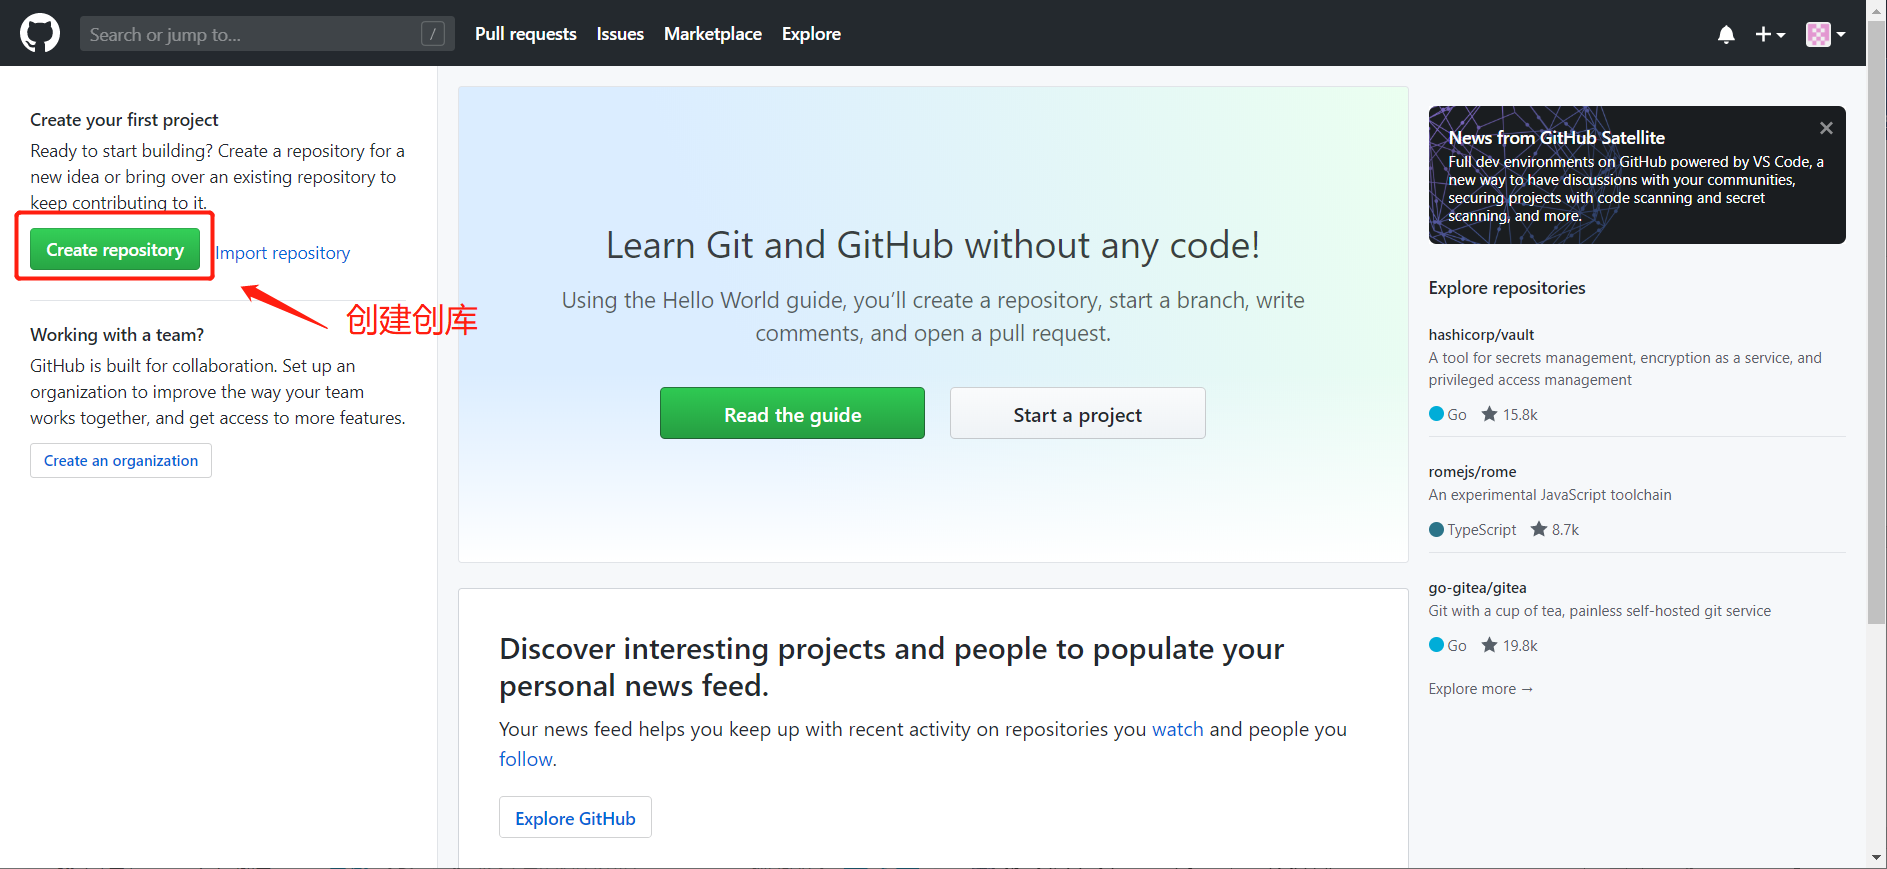 Search or jump to...
/
Pull requests
Issues
Marketplace
Explore
Create your first project
Ready to start building? Create a repository for a
new idea or bring over an existing repository to
keep contributing to it.
Create repository
Import repository
创建创库
Working with a team?
GitHub is built for collaboration. Set up an
organization to improve the way your team
works together, and get access to more features.
Create an organization
Learn Git and GitHub without any code!
Using the Hello World guide, you’ll create a repository, start a branch, write
comments, and open a pull request.
Read the guide
Start a project
Discover interesting projects and people to populate your
personal news feed.
Your news feed helps you keep up with recent activity on repositories you watch and people you
follow.
Explore GitHub
News from GitHub Satellite
Full dev environments on GitHub powered by VS Code, a
new way to have discussions with your communities,
securing projects with code scanning and secret
scanning, and more.
Explore repositories
hashicorp/vault
A tool for secrets management, encryption as a service, and
privileged access management
Go
15.8k
romejs/rome
An experimental JavaScript toolchain
TypeScript
8.7k
go-gitea/gitea
Git with a cup of tea, painless self-hosted git service
Go
19.8k
Explore more →